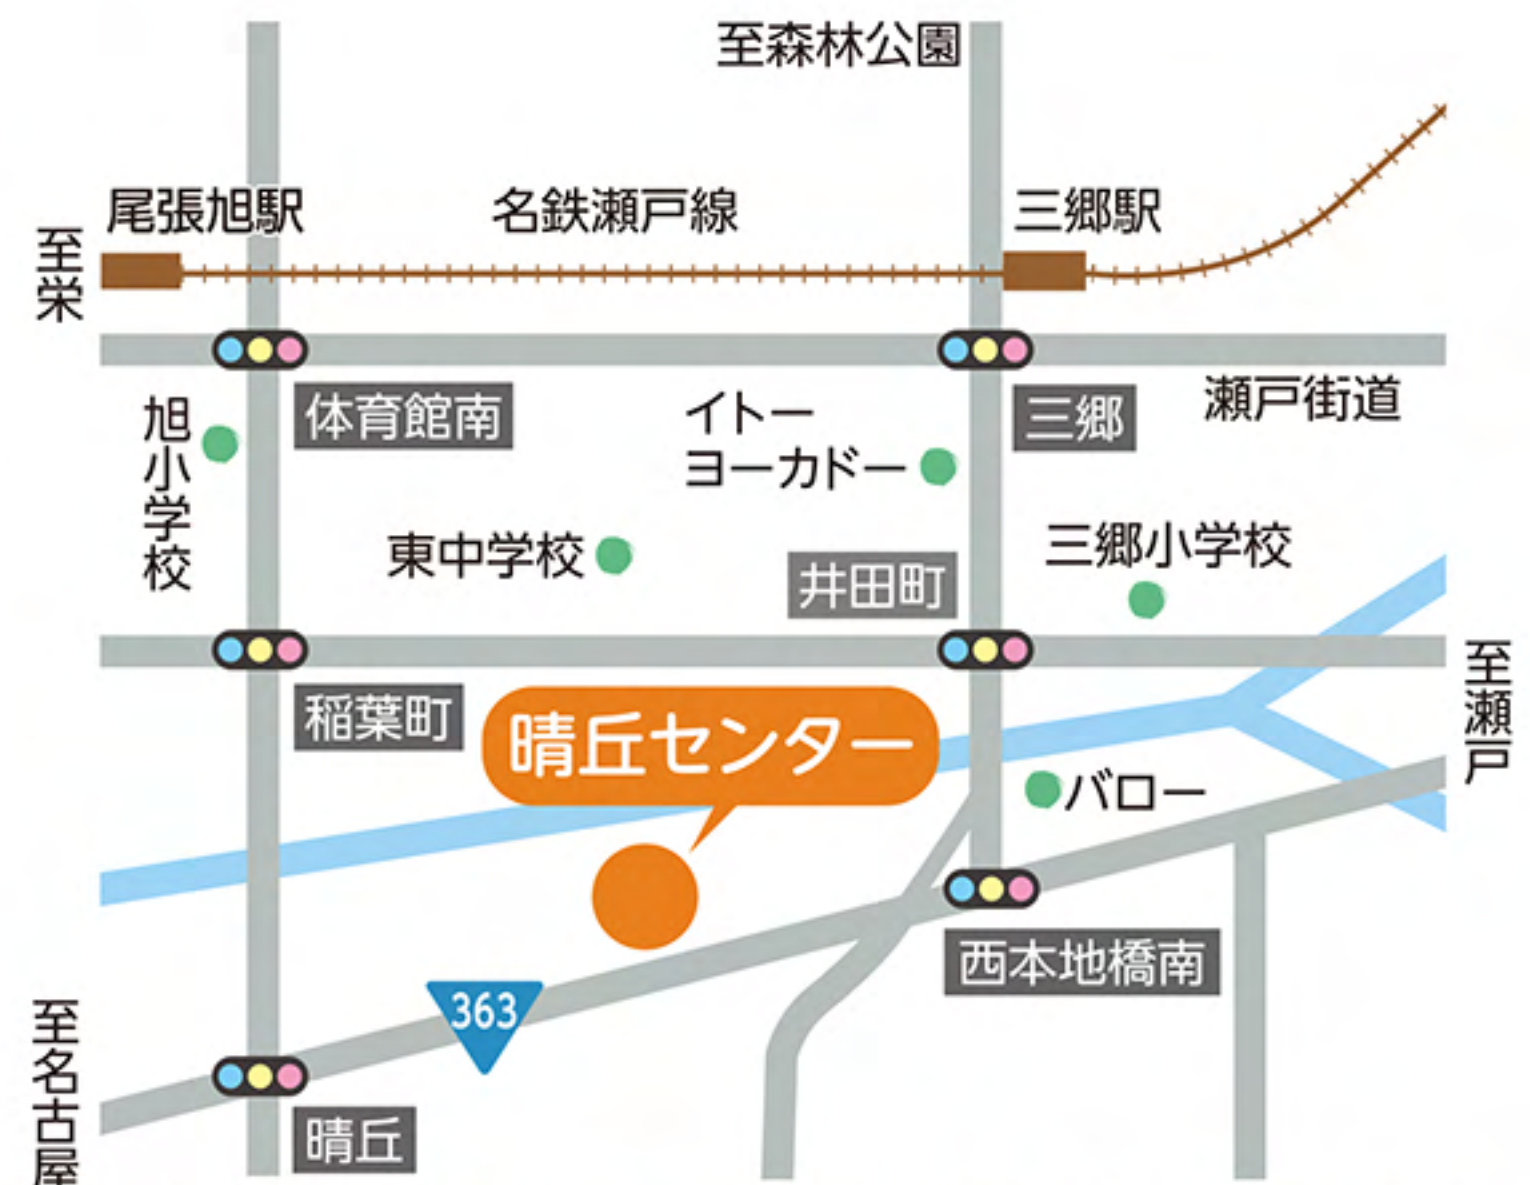 至森林公園
尾張旭駅
名鉄瀬戸線
三郷駅
至栄
体育館南
三郷
瀬戸街道
旭小学校
イトー
ヨーカドー
東中学校
三郷小学校
井田町
稲葉町
至瀬戸
晴丘センター
バロー
西本地橋南
363
至名古屋
晴丘